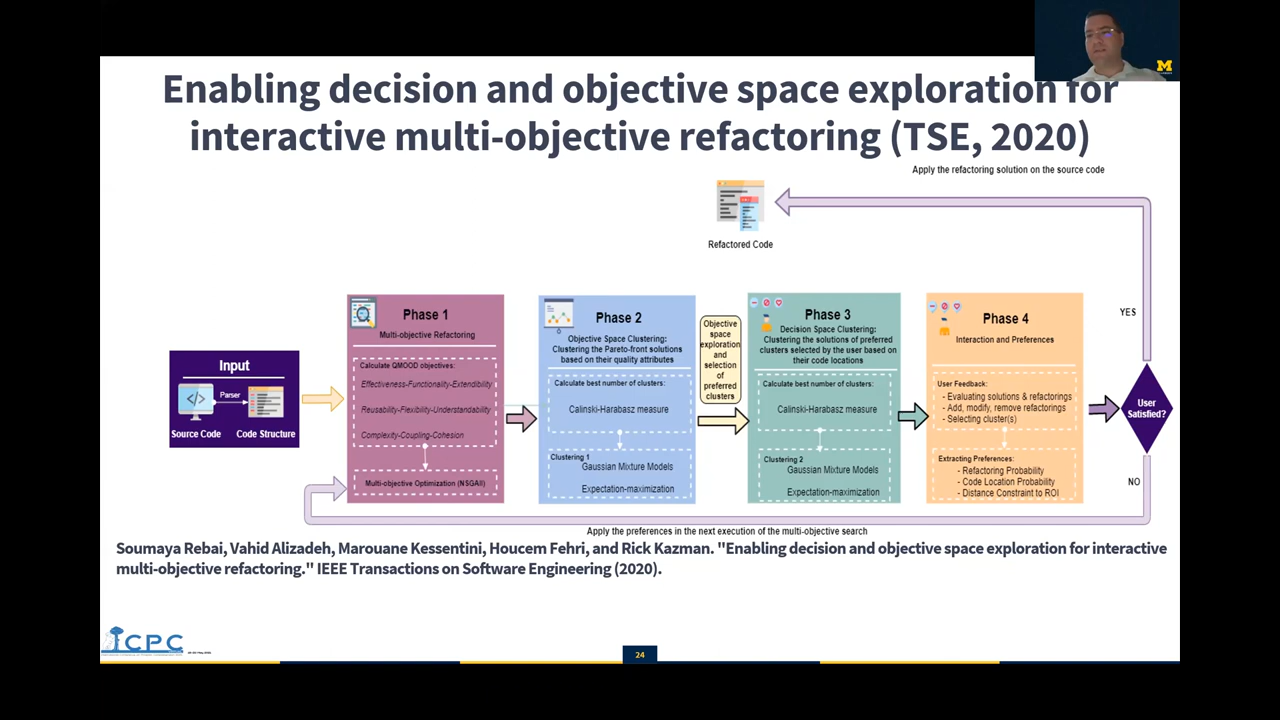 Enabling decision and objective space exploration for
interactive multi-objective refactoring (TSE, 2020)
M
Apply the refactoring solution on the source code
Refactored Code
Input
Parser
Source Code
Code Structure
Phase 1
Multi-objective Refactoring
Calculate QMOOD objectives:
Effectiveness-Functionality-Extendibility
Reusability-Flexibility-Understandability
Complexity-Coupling-Cohesion
Multi-objective Optimization (NSGAII)
Phase 2
Objective Space Clustering:
Clustering the Pareto-front solutions
based on their quality attributes
Calculate best number of clusters:
Calinski-Harabasz measure
Clustering 1
Gaussian Mixture Models
Expectation-maximization
Objective
space
exploration
and
selection
of
preferred
clusters
Phase 3
Decision Space Clustering:
Clustering the solutions of preferred
clusters selected by the user based on
their code locations
Calculate best number of clusters:
Calinski-Harabasz measure
Clustering 2
Gaussian Mixture Models
Expectation-maximization
Phase 4
Interaction and Preferences
User Feedback:
- Evaluating solutions & refactorings
- Add, modify, remove refactorings
- Selecting cluster(s)
Extracting Preferences:
- Refactoring Probability
- Code Location Probability
- Distance Constraint to ROI
YES
User
Satisfied?
NO
Apply the preferences in the next execution of the multi-objective search
Soumaya Rebai, Vahid Alizadeh, Marouane Kessentini, Houcem Fehri, and Rick Kazman. "Enabling decision and objective space exploration for interactive
multi-objective refactoring." IEEE Transactions on Software Engineering (2020).
ICPC
24